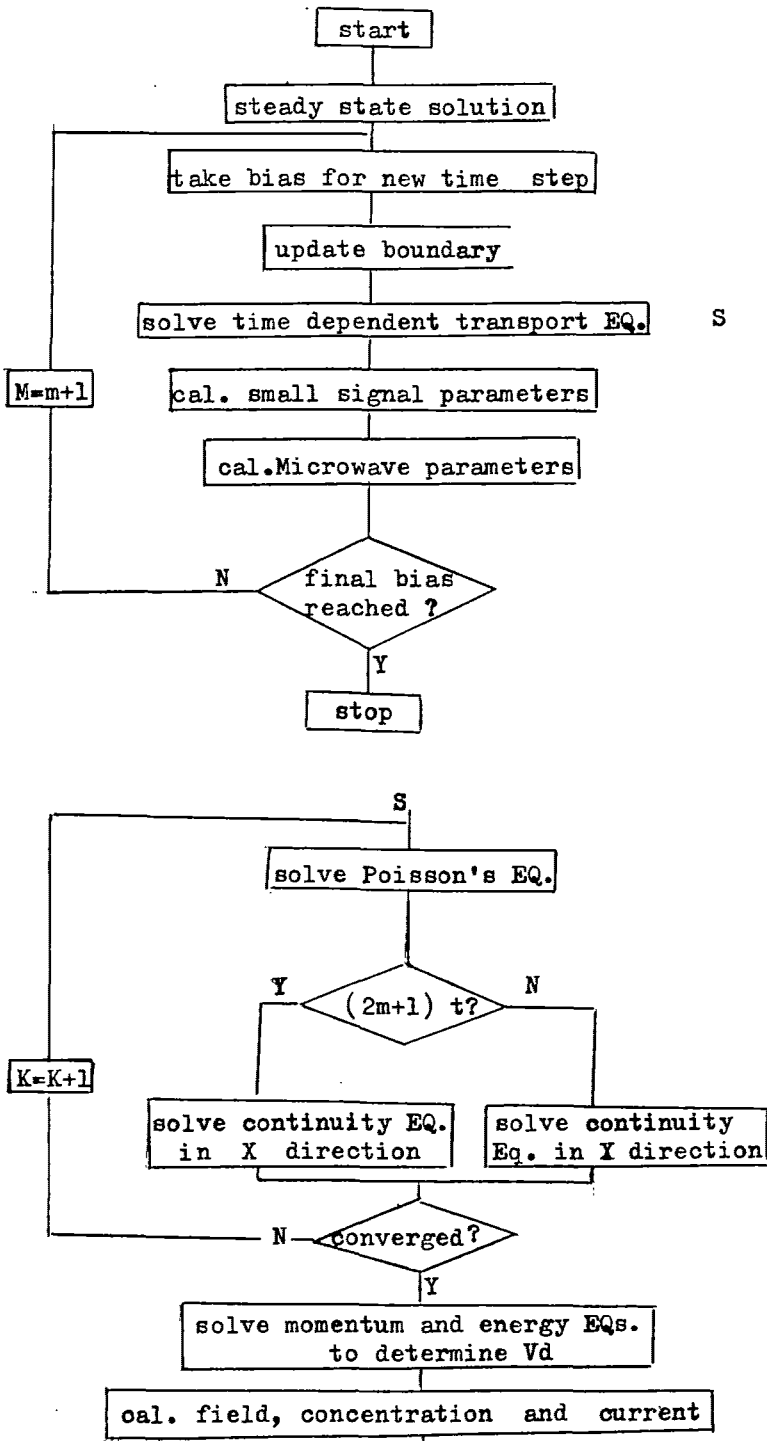 start
steady state solution
take bias for new time step
update boundary
solve time dependent transport EQ. S
M=m+1
cal. small signal parameters
cal.Microwave parameters
N
final bias
reached ?
Y
stop
S
solve Poisson's EQ.
Y
(2m+1) t?
N
K=K+1
solve continuity EQ.
in X direction
solve continuity
Eq. in Y direction
N
converged?
Y
solve momentum and energy EQs.
to determine Vd
cal. field, concentration and current